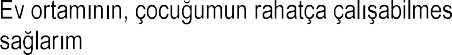 Ev ortamının, çocuğumun rahatça çalışabilmes
sağlarım